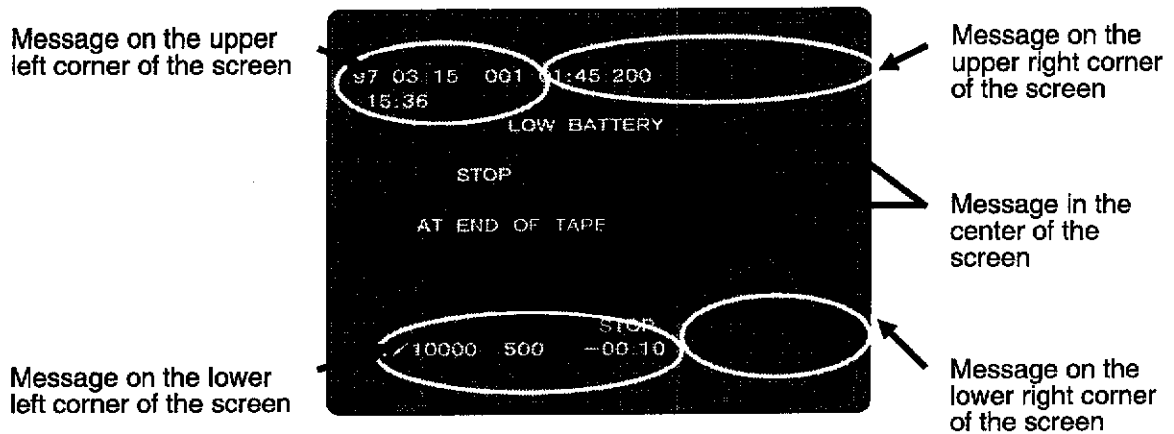 Message on the upper
left corner of the screen
Message on the
upper right corner
of the screen
97 03 15 001 01:45 200
15:36
LOW BATTERY
STOP
AT END OF TAPE
Message in the
center of the
screen
STOP
/10000 500 −00:10
Message on the lower
left corner of the screen
Message on the
lower right corner
of the screen